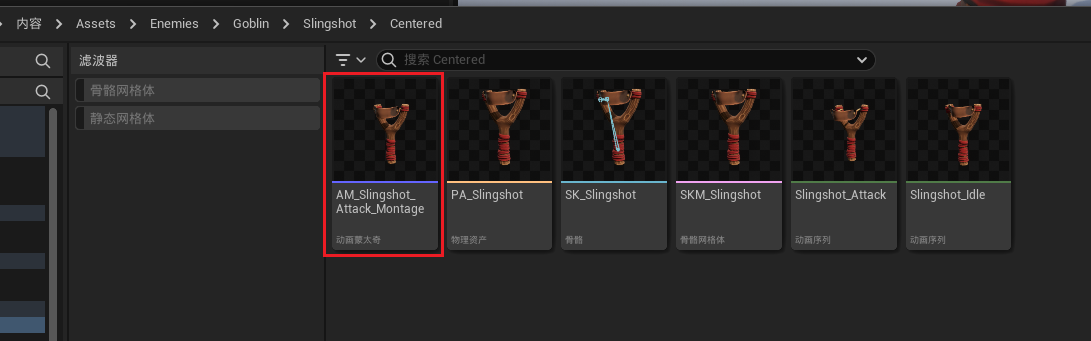 内容 > Assets > Enemies > Goblin > Slingshot > Centered
滤波器
搜索 Centered
骨骼网格体
静态网格体
AM_Slingshot_
Attack_Montage
动画蒙太奇
PA_Slingshot
物理资产
SK_Slingshot
骨骼
SKM_Slingshot
骨骼网格体
Slingshot_Attack
动画序列
Slingshot_Idle
动画序列